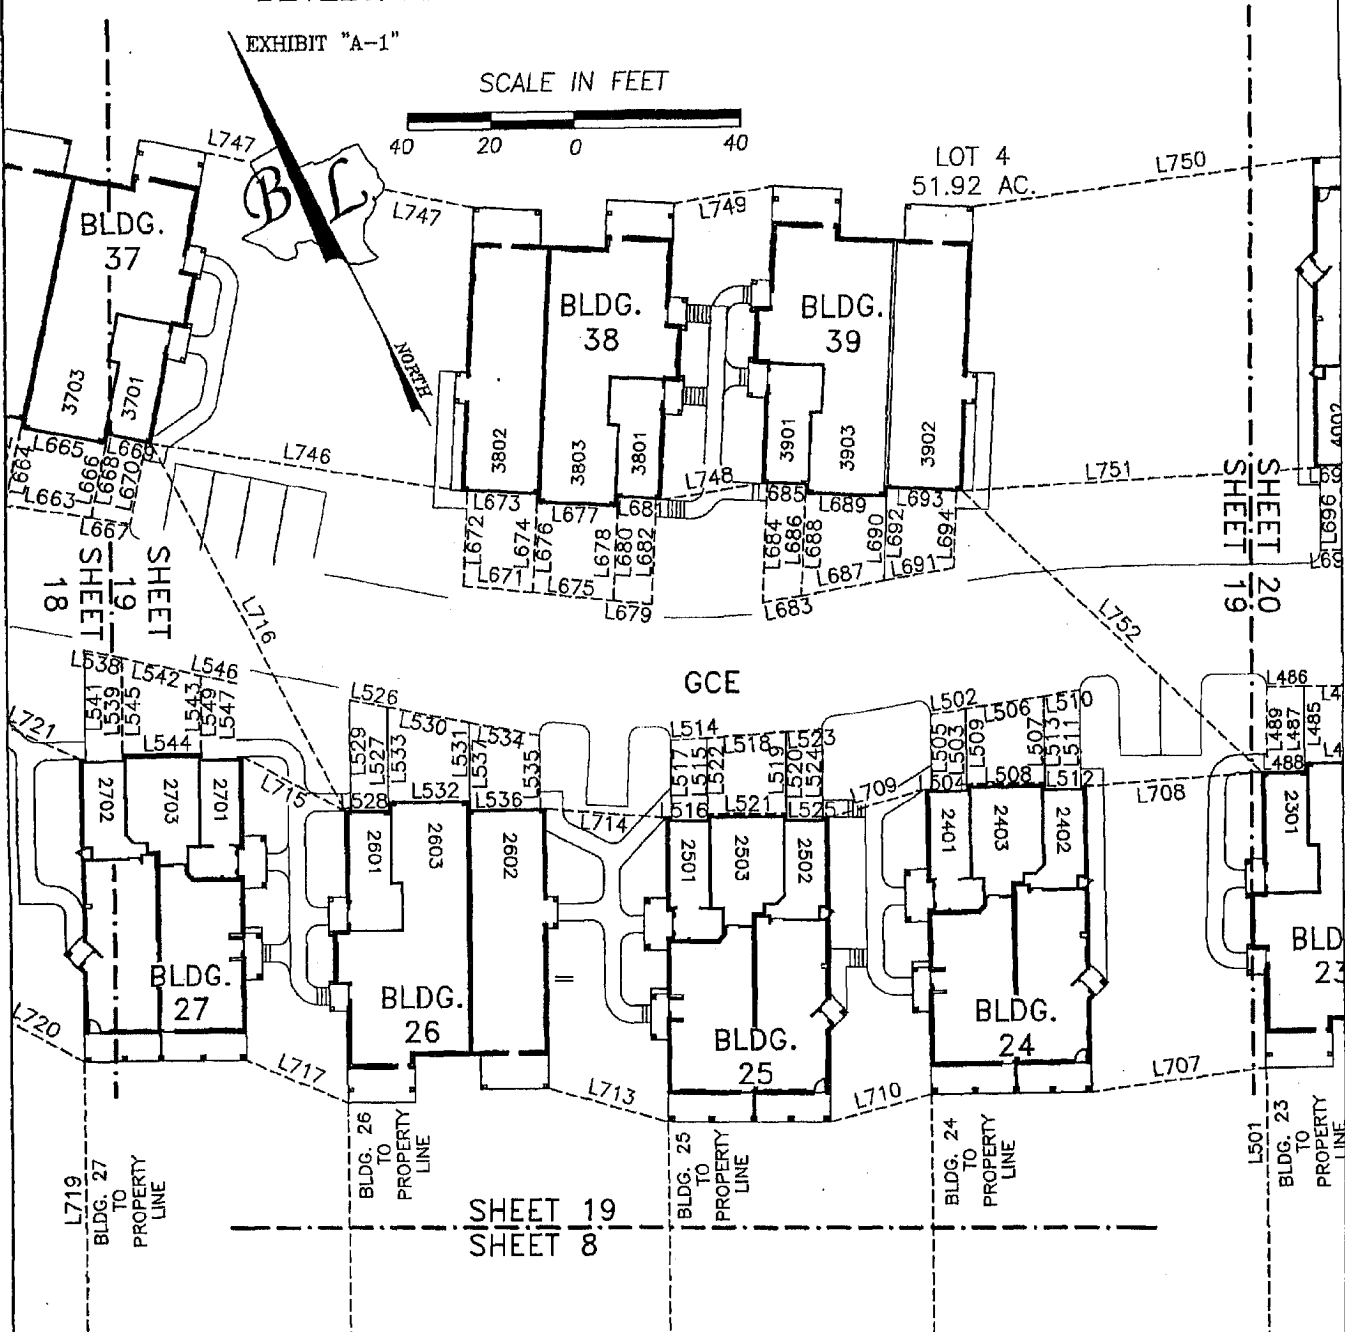 EXHIBIT "A-1"
SCALE IN FEET
40 20 0 40
LOT 4
51.92 AC.
L747
B L
L747
L749
L750
BLDG.
37
BLDG.
38
BLDG.
39
NORTH
3703
3701
3802
3803
3801
3901
3903
3902
4002
L665
L669
L746
L748
L751
L664
L666
L668
L670
L663
L667
L673
L677
L681
L685
L689
L693
L672
L674
L676
L678
L680
L682
L684
L686
L688
L690
L692
L694
L696
L671
L675
L679
L683
L687
L691
SHEET
18
SHEET
19
SHEET
20
SHEET
19
L716
L752
GCE
L538
L542
L546
L541
L539
L545
L543
L549
L547
L544
L721
L715
L526
L530
L534
L529
L527
L533
L531
L537
L535
L528
L532
L536
L714
L514
L518
L523
L517
L515
L522
L519
L520
L524
L516
L521
L525
L709
L502
L506
L510
L505
L503
L509
L507
L513
L511
L504
L508
L512
L708
L486
L489
L487
L485
L488
2702
2703
2701
2601
2603
2602
2501
2503
2502
2401
2403
2402
2301
BLDG.
27
BLDG.
26
BLDG.
25
BLDG.
24
BLD
23
L720
L717
L713
L710
L707
L719
BLDG. 27
TO
PROPERTY
LINE
BLDG. 26
TO
PROPERTY
LINE
BLDG. 25
TO
PROPERTY
LINE
BLDG. 24
TO
PROPERTY
LINE
L501
BLDG. 23
TO
PROPERTY
LINE
SHEET 19
SHEET 8